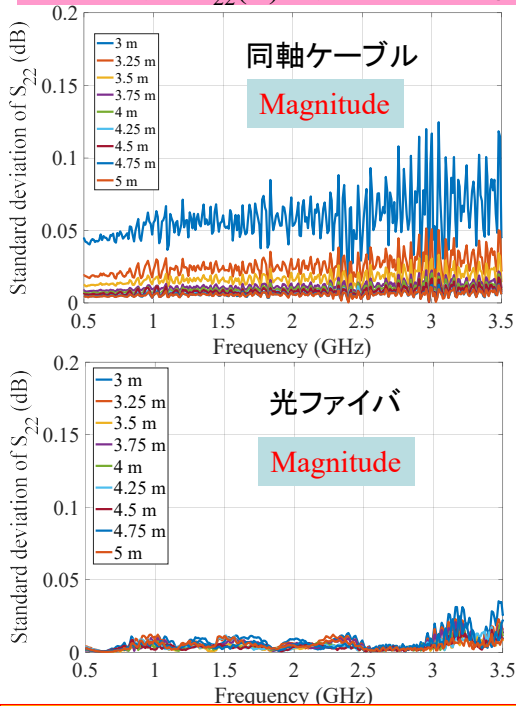 0.2
0.15
0.1
0.05
0
Standard deviation of S22 (dB)
3 m
3.25 m
3.5 m
3.75 m
4 m
4.25 m
4.5 m
4.75 m
5 m
同軸ケーブル
Magnitude
0.5 1 1.5 2 2.5 3 3.5
Frequency (GHz)
0.2
0.15
0.1
0.05
0
Standard deviation of S22 (dB)
3 m
3.25 m
3.5 m
3.75 m
4 m
4.25 m
4.5 m
4.75 m
5 m
光ファイバ
Magnitude
0.5 1 1.5 2 2.5 3 3.5
Frequency (GHz)